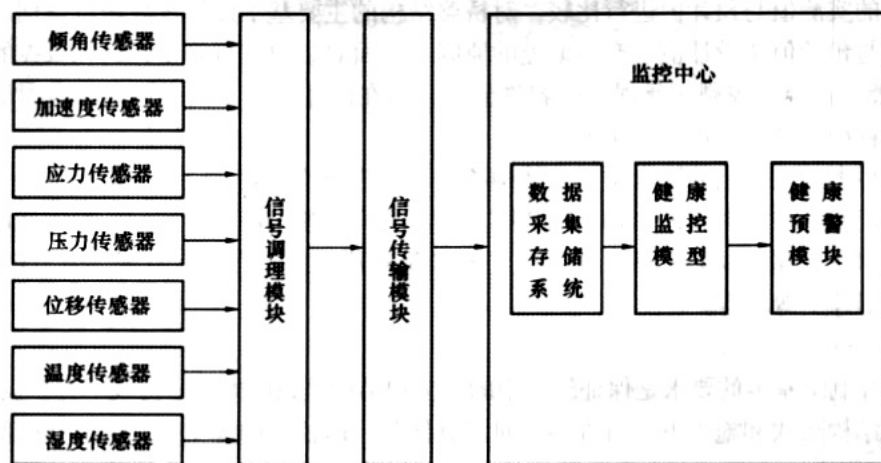 倾角传感器
加速度传感器
应力传感器
压力传感器
位移传感器
温度传感器
湿度传感器
信号调理模块
信号传输模块
监控中心
数据
采集
存储
系统
健康
监控
模型
健康
预警
模块